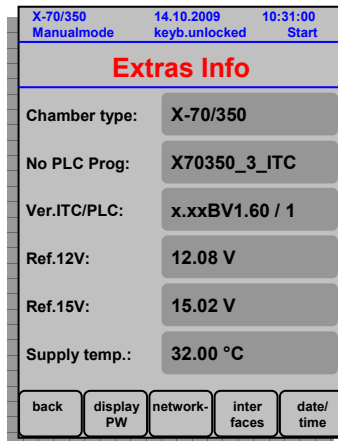 X-70/350 14.10.2009 10:31:00
Manualmode keyb.unlocked Start
Extras Info
Chamber type: X-70/350
No PLC Prog: X70350_3_ITC
Ver.ITC/PLC: x.xxBV1.60 / 1
Ref.12V: 12.08 V
Ref.15V: 15.02 V
Supply temp.: 32.00 °C
back display network- inter date/
PW faces time